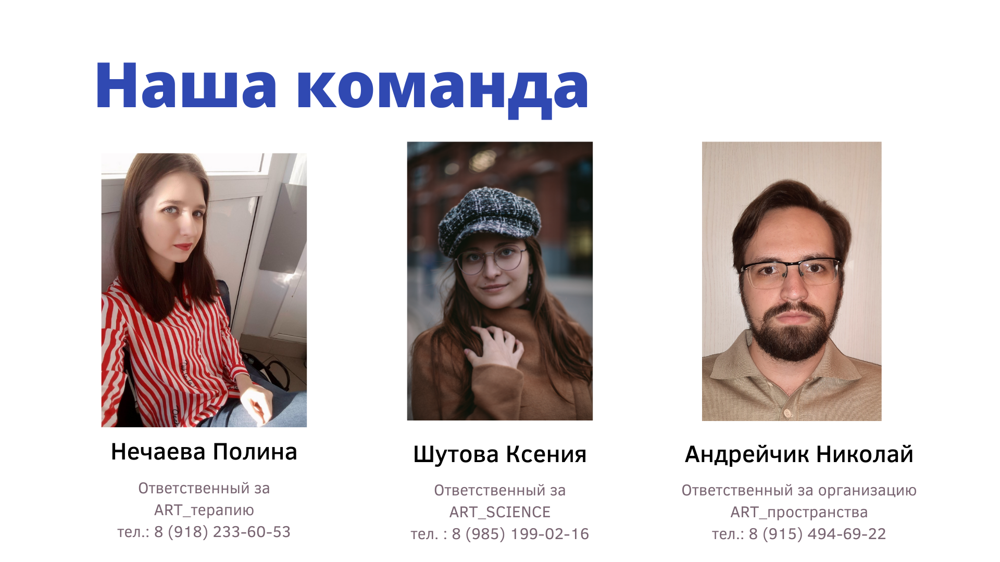 Наша команда
Нечаева Полина
Ответственный за
ART_терапию
тел.: 8 (918) 233-60-53
Шутова Ксения
Ответственный за
ART_SCIENCE
тел. : 8 (985) 199-02-16
Андрейчик Николай
Ответственный за организацию
ART_пространства
тел.: 8 (915) 494-69-22